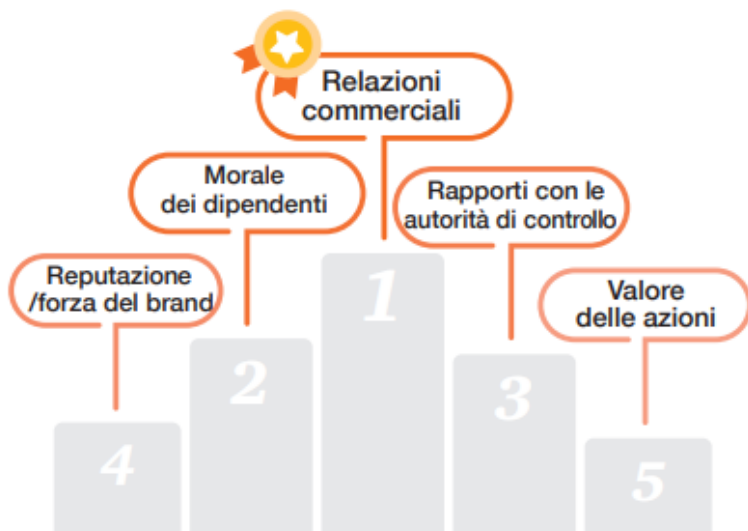 Relazioni
commerciali
Morale
dei dipendenti
Rapporti con le
autorità di controllo
Reputazione
/forza del brand
Valore
delle azioni
1
2
3
4
5